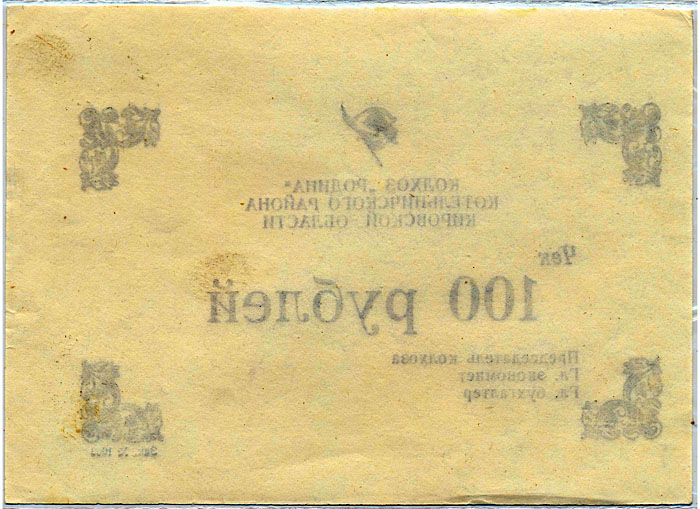 КОЛХОЗ „РОДИНА“
КОТЕЛЬНИЧСКОГО РАЙОНА
КИРОВСКОЙ ОБЛАСТИ
Чек
100 рублей
Председатель колхоза
Гл. экономист
Гл. бухгалтер